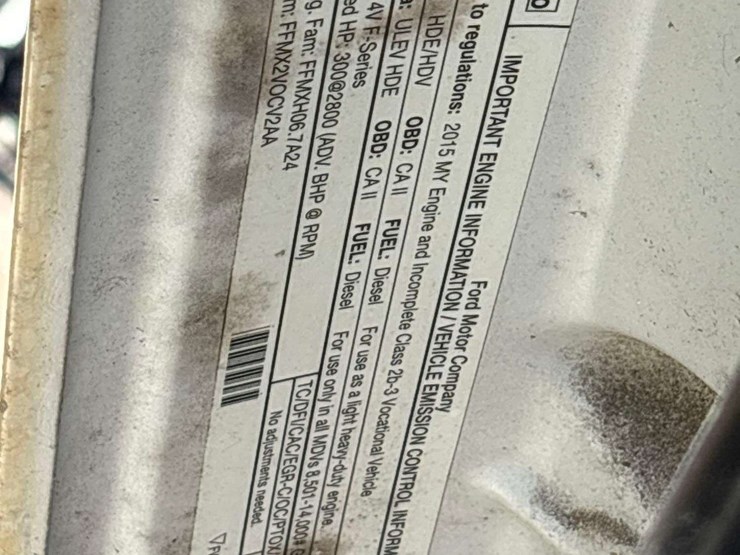 Ford Motor Company
IMPORTANT ENGINE INFORMATION / VEHICLE EMISSION CONTROL INFORM
to regulations: 2015 MY Engine and Incomplete Class 2b-3 Vocational Vehicle
HDE/HDV OBD: CA II FUEL: Diesel For use as a light heavy-duty engine.
: ULEV HDE OBD: CA II FUEL: Diesel For use only in all MDVs 8,501-14,000#
4V F-Series
ed HP: 300@2800 (ADV. BHP @ RPM)
g. Fam: FFMXH06.7A24 TC/DFI/CAC/EGR-C/OC/PTOX/
m: FFMX2VOCV2AA No adjustments needed.